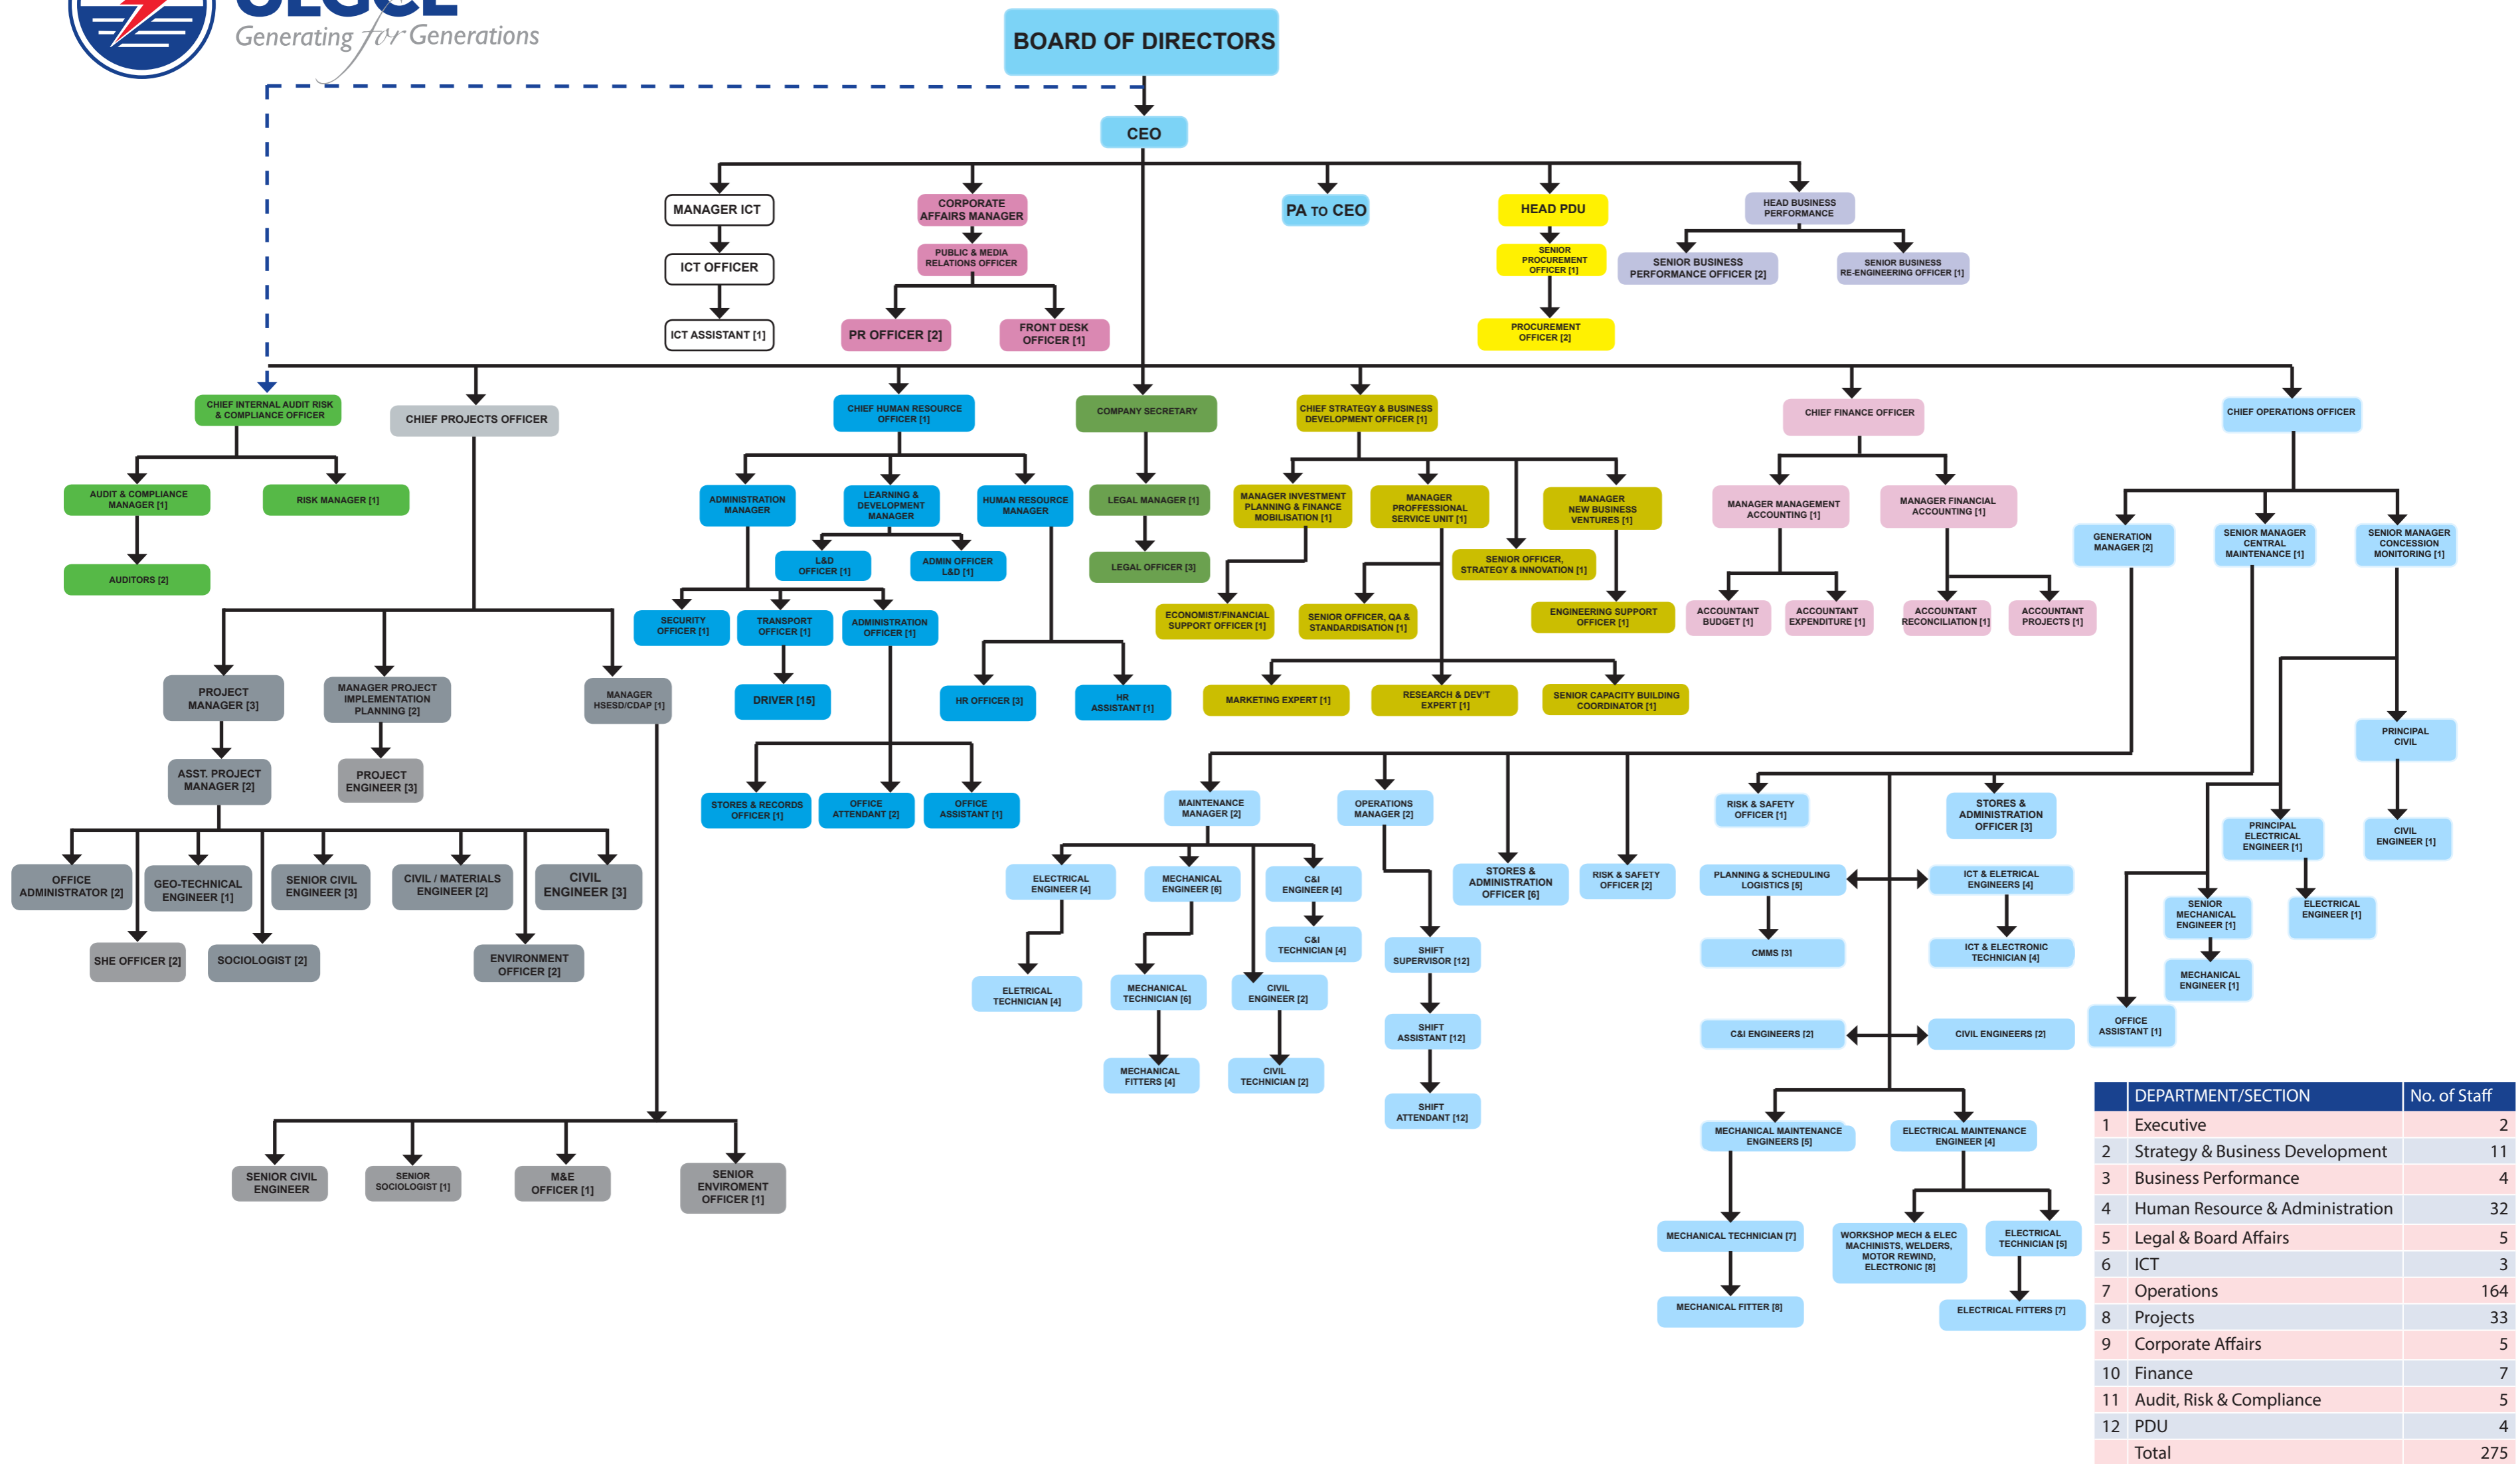 UEGCL
Generating for Generations
BOARD OF DIRECTORS
CEO
MANAGER ICT
ICT OFFICER
ICT ASSISTANT [1]
CORPORATE
AFFAIRS MANAGER
PUBLIC & MEDIA
RELATIONS OFFICER
PR OFFICER [2]
FRONT DESK
OFFICER [1]
PA TO CEO
HEAD PDU
SENIOR
PROCUREMENT
OFFICER [1]
PROCUREMENT
OFFICER [2]
HEAD BUSINESS
PERFORMANCE
SENIOR BUSINESS
PERFORMANCE OFFICER [2]
SENIOR BUSINESS
RE-ENGINEERING OFFICER [1]
CHIEF INTERNAL AUDIT RISK
& COMPLIANCE OFFICER
AUDIT & COMPLIANCE
MANAGER [1]
RISK MANAGER [1]
AUDITORS [2]
CHIEF PROJECTS OFFICER
PROJECT
MANAGER [3]
MANAGER PROJECT
IMPLEMENTATION
PLANNING [2]
MANAGER
HSESD/CDAP [1]
ASST. PROJECT
MANAGER [2]
PROJECT
ENGINEER [3]
OFFICE
ADMINISTRATOR [2]
GEO-TECHNICAL
ENGINEER [1]
SENIOR CIVIL
ENGINEER [3]
CIVIL / MATERIALS
ENGINEER [2]
CIVIL
ENGINEER [3]
SHE OFFICER [2]
SOCIOLOGIST [2]
ENVIRONMENT
OFFICER [2]
SENIOR CIVIL
ENGINEER
SENIOR
SOCIOLOGIST [1]
M&E
OFFICER [1]
SENIOR
ENVIROMENT
OFFICER [1]
CHIEF HUMAN RESOURCE
OFFICER [1]
ADMINISTRATION
MANAGER
LEARNING &
DEVELOPMENT
MANAGER
HUMAN RESOURCE
MANAGER
L&D
OFFICER [1]
ADMIN OFFICER
L&D [1]
SECURITY
OFFICER [1]
TRANSPORT
OFFICER [1]
ADMINISTRATION
OFFICER [1]
DRIVER [15]
HR OFFICER [3]
HR
ASSISTANT [1]
STORES & RECORDS
OFFICER [1]
OFFICE
ATTENDANT [2]
OFFICE
ASSISTANT [1]
COMPANY SECRETARY
LEGAL MANAGER [1]
LEGAL OFFICER [3]
CHIEF STRATEGY & BUSINESS
DEVELOPMENT OFFICER [1]
MANAGER INVESTMENT
PLANNING & FINANCE
MOBILISATION [1]
MANAGER
PROFFESSIONAL
SERVICE UNIT [1]
MANAGER
NEW BUSINESS
VENTURES [1]
SENIOR OFFICER,
STRATEGY & INNOVATION [1]
ECONOMIST/FINANCIAL
SUPPORT OFFICER [1]
SENIOR OFFICER, QA &
STANDARDISATION [1]
ENGINEERING SUPPORT
OFFICER [1]
MARKETING EXPERT [1]
RESEARCH & DEV'T
EXPERT [1]
SENIOR CAPACITY BUILDING
COORDINATOR [1]
CHIEF FINANCE OFFICER
MANAGER MANAGEMENT
ACCOUNTING [1]
MANAGER FINANCIAL
ACCOUNTING [1]
ACCOUNTANT
BUDGET [1]
ACCOUNTANT
EXPENDITURE [1]
ACCOUNTANT
RECONCILIATION [1]
ACCOUNTANT
PROJECTS [1]
CHIEF OPERATIONS OFFICER
GENERATION
MANAGER [2]
SENIOR MANAGER
CENTRAL
MAINTENANCE [1]
SENIOR MANAGER
CONCESSION
MONITORING [1]
MAINTENANCE
MANAGER [2]
OPERATIONS
MANAGER [2]
STORES &
ADMINISTRATION
OFFICER [6]
RISK & SAFETY
OFFICER [2]
ELECTRICAL
ENGINEER [4]
MECHANICAL
ENGINEER [6]
C&I
ENGINEER [4]
C&I
TECHNICIAN [4]
ELETRICAL
TECHNICIAN [4]
MECHANICAL
TECHNICIAN [6]
CIVIL
ENGINEER [2]
MECHANICAL
FITTERS [4]
CIVIL
TECHNICIAN [2]
SHIFT
SUPERVISOR [12]
SHIFT
ASSISTANT [12]
SHIFT
ATTENDANT [12]
RISK & SAFETY
OFFICER [1]
STORES &
ADMINISTRATION
OFFICER [3]
PLANNING & SCHEDULING
LOGISTICS [5]
ICT & ELETRICAL
ENGINEERS [4]
CMMS [3]
ICT & ELECTRONIC
TECHNICIAN [4]
C&I ENGINEERS [2]
CIVIL ENGINEERS [2]
MECHANICAL MAINTENANCE
ENGINEERS [5]
ELECTRICAL MAINTENANCE
ENGINEER [4]
MECHANICAL TECHNICIAN [7]
WORKSHOP MECH & ELEC
MACHINISTS, WELDERS,
MOTOR REWIND,
ELECTRONIC [8]
ELECTRICAL
TECHNICIAN [5]
MECHANICAL FITTER [8]
ELECTRICAL FITTERS [7]
PRINCIPAL
CIVIL
CIVIL
ENGINEER [1]
PRINCIPAL
ELECTRICAL
ENGINEER [1]
ELECTRICAL
ENGINEER [1]
SENIOR
MECHANICAL
ENGINEER [1]
MECHANICAL
ENGINEER [1]
OFFICE
ASSISTANT [1]
DEPARTMENT/SECTION No. of Staff
1 Executive 2
2 Strategy & Business Development 11
3 Business Performance 4
4 Human Resource & Administration 32
5 Legal & Board Affairs 5
6 ICT 3
7 Operations 164
8 Projects 33
9 Corporate Affairs 5
10 Finance 7
11 Audit, Risk & Compliance 5
12 PDU 4
Total 275